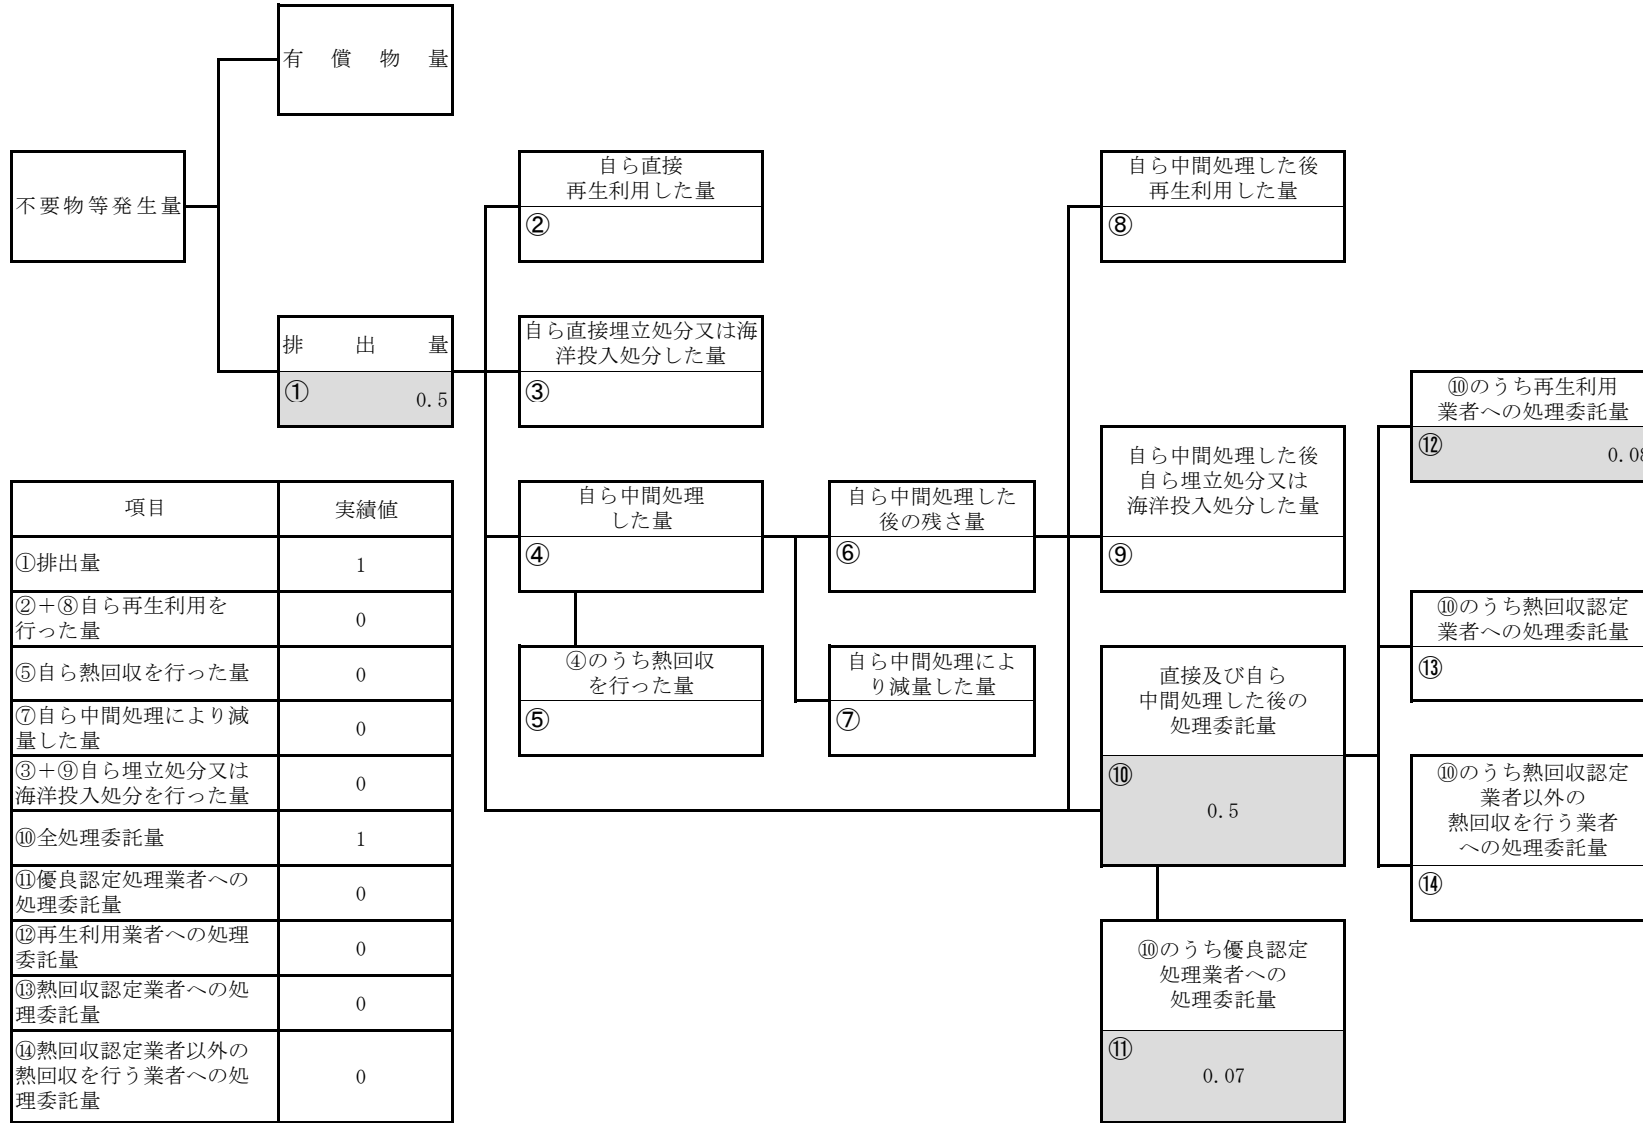 有償物量
不要物等発生量
自ら直接
再生利用した量
②
自ら中間処理した後
再生利用した量
⑧
排出量
① 0.5
自ら直接埋立処分又は海
洋投入処分した量
③
⑩のうち再生利用
業者への処理委託量
⑫ 0.08
自ら中間処理した後
自ら埋立処分又は
海洋投入処分した量
⑨
自ら中間処理
した量
④
自ら中間処理した
後の残さ量
⑥
⑩のうち熱回収認定
業者への処理委託量
⑬
④のうち熱回収
を行った量
⑤
自ら中間処理によ
り減量した量
⑦
直接及び自ら
中間処理した後の
処理委託量
⑩
0.5
⑩のうち熱回収認定
業者以外の
熱回収を行う業者
への処理委託量
⑭
⑩のうち優良認定
処理業者への
処理委託量
⑪
0.07
項目 実績値
①排出量 1
②+⑧自ら再生利用を
行った量 0
⑤自ら熱回収を行った量 0
⑦自ら中間処理により減
量した量 0
③+⑨自ら埋立処分又は
海洋投入処分を行った量 0
⑩全処理委託量 1
⑪優良認定処理業者への
処理委託量 0
⑫再生利用業者への処理
委託量 0
⑬熱回収認定業者への処
理委託量 0
⑭熱回収認定業者以外の
熱回収を行う業者への処
理委託量 0